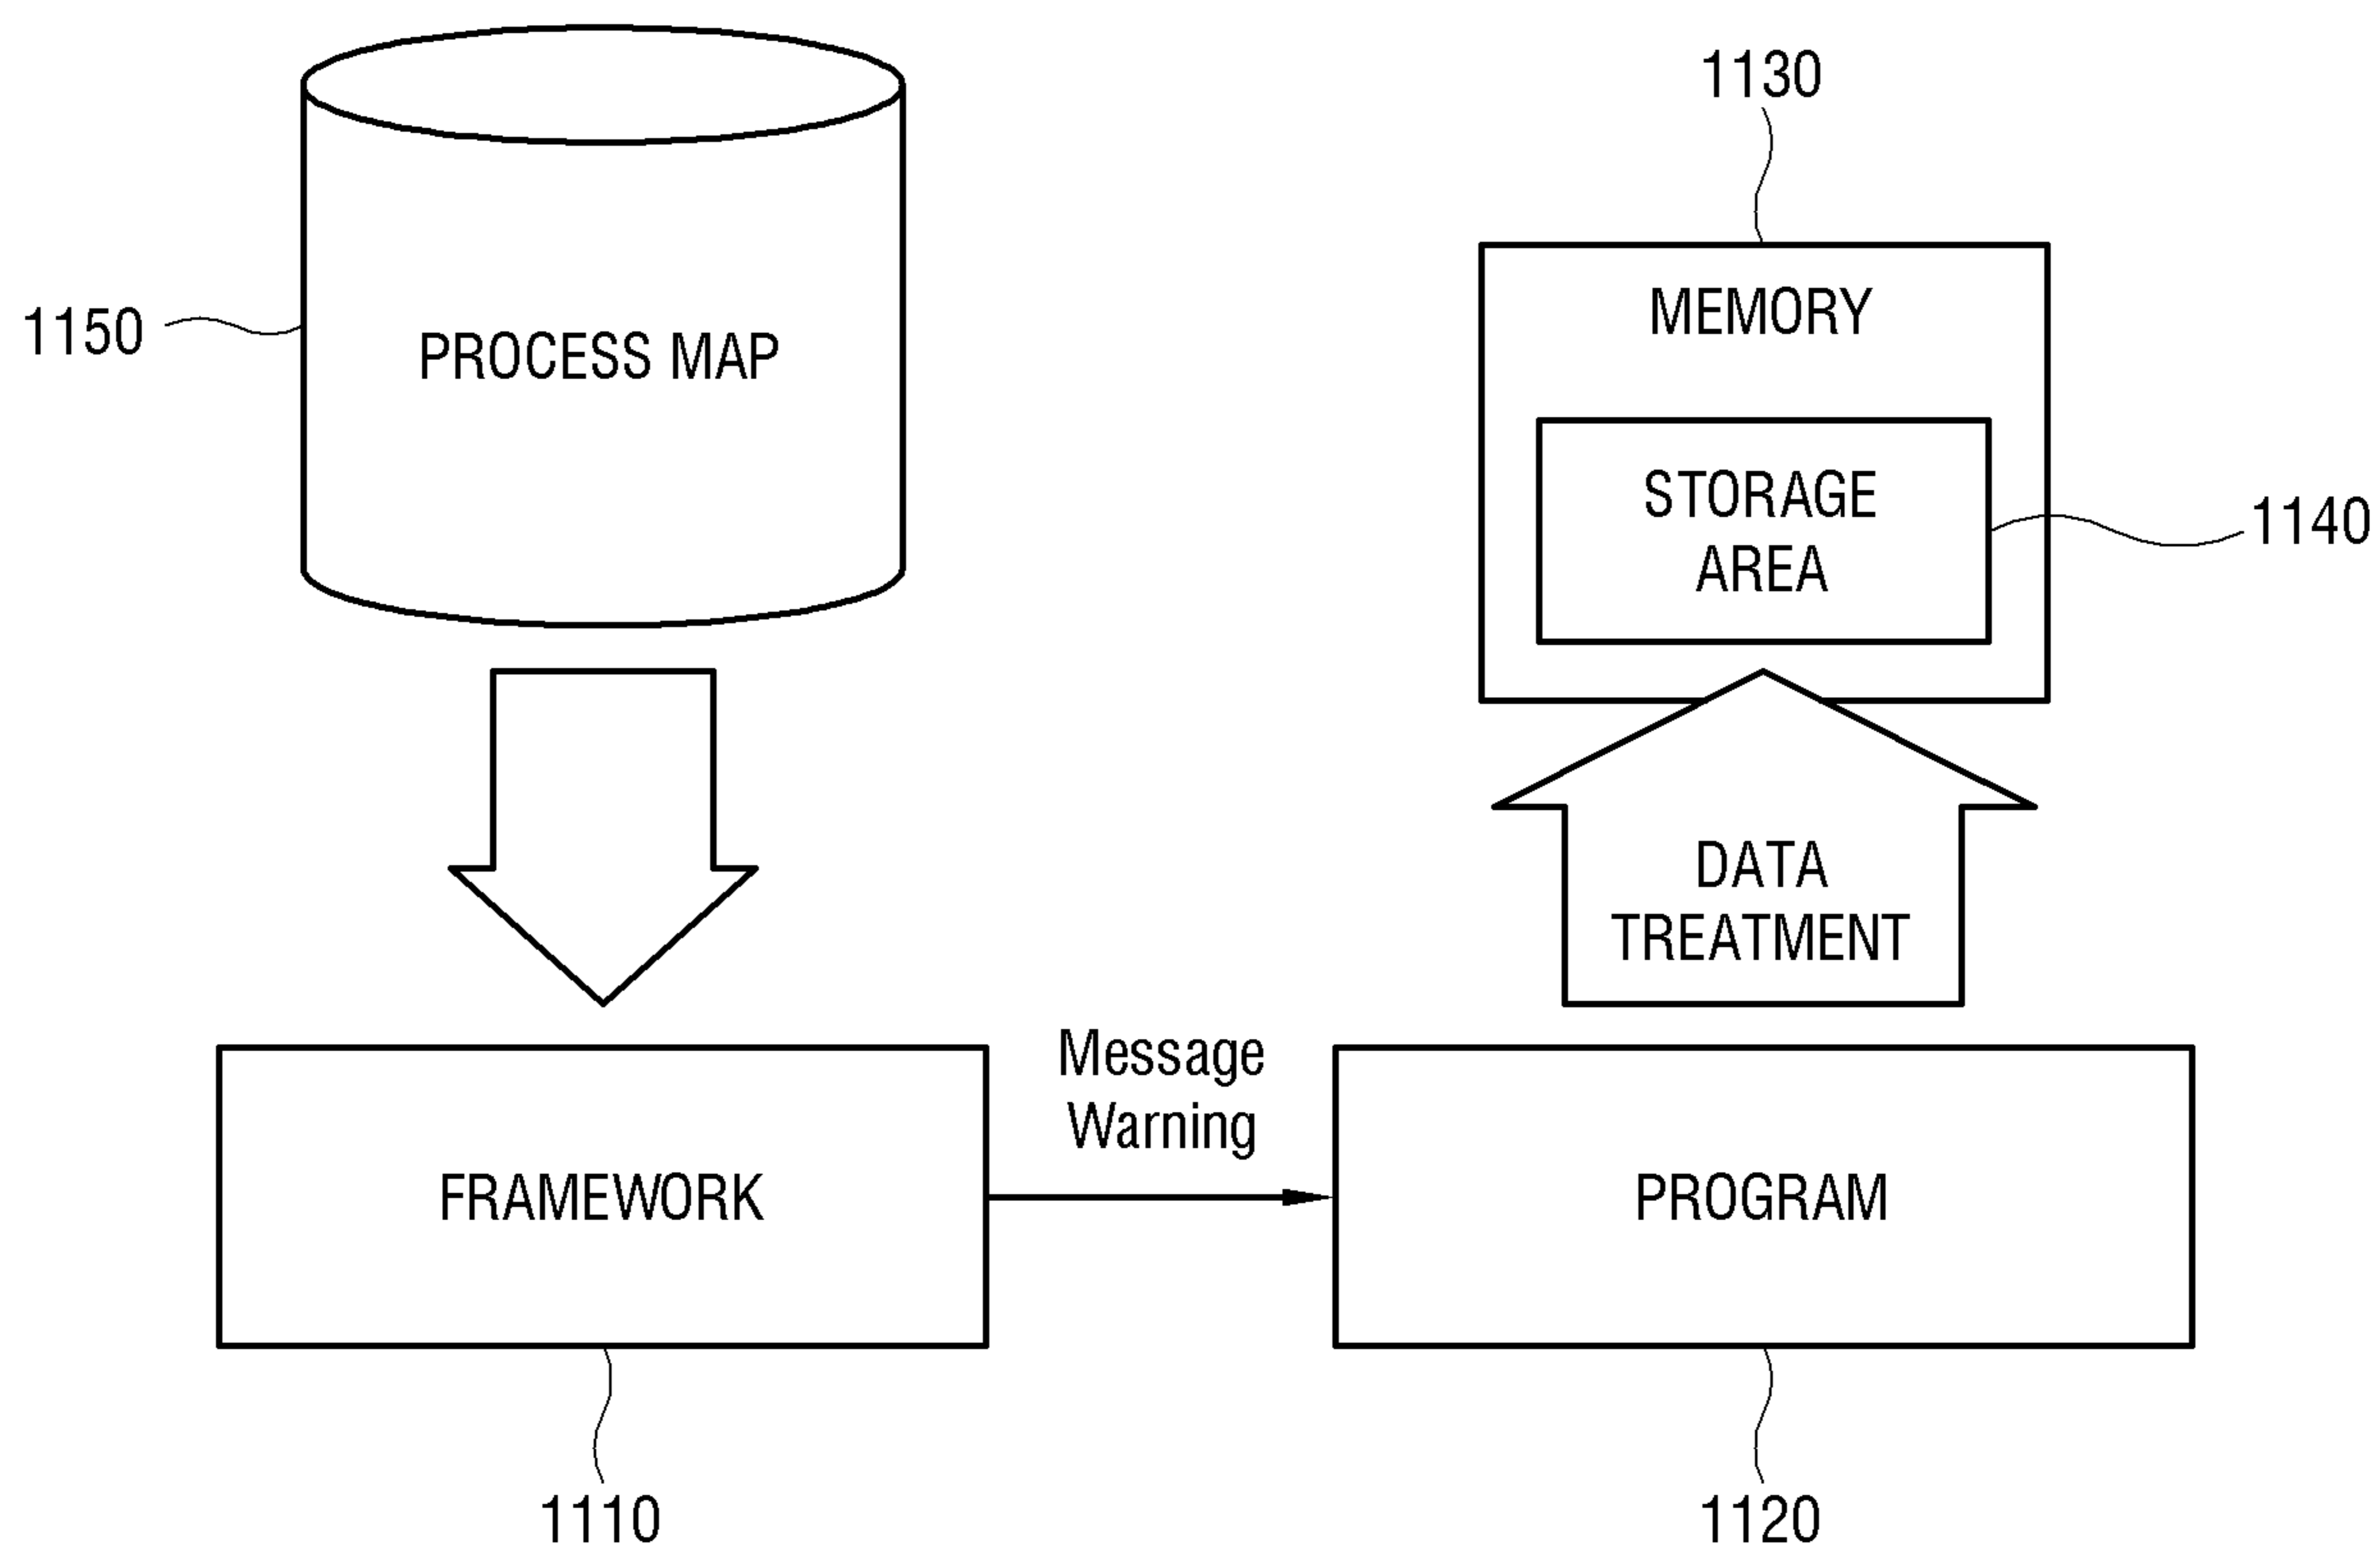 1130
MEMORY
1150
PROCESS MAP
STORAGE
AREA
1140
DATA
TREATMENT
Message
Warning
FRAMEWORK
PROGRAM
1110
1120